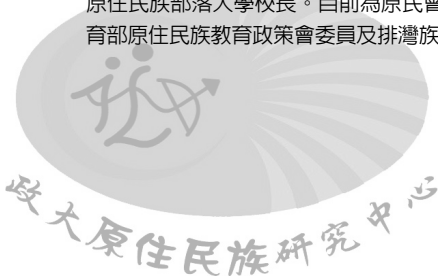 原住民族部落大學校長。目前為原民會
育部原住民族教育政策會委員及排灣族
政大原住民族研究中心